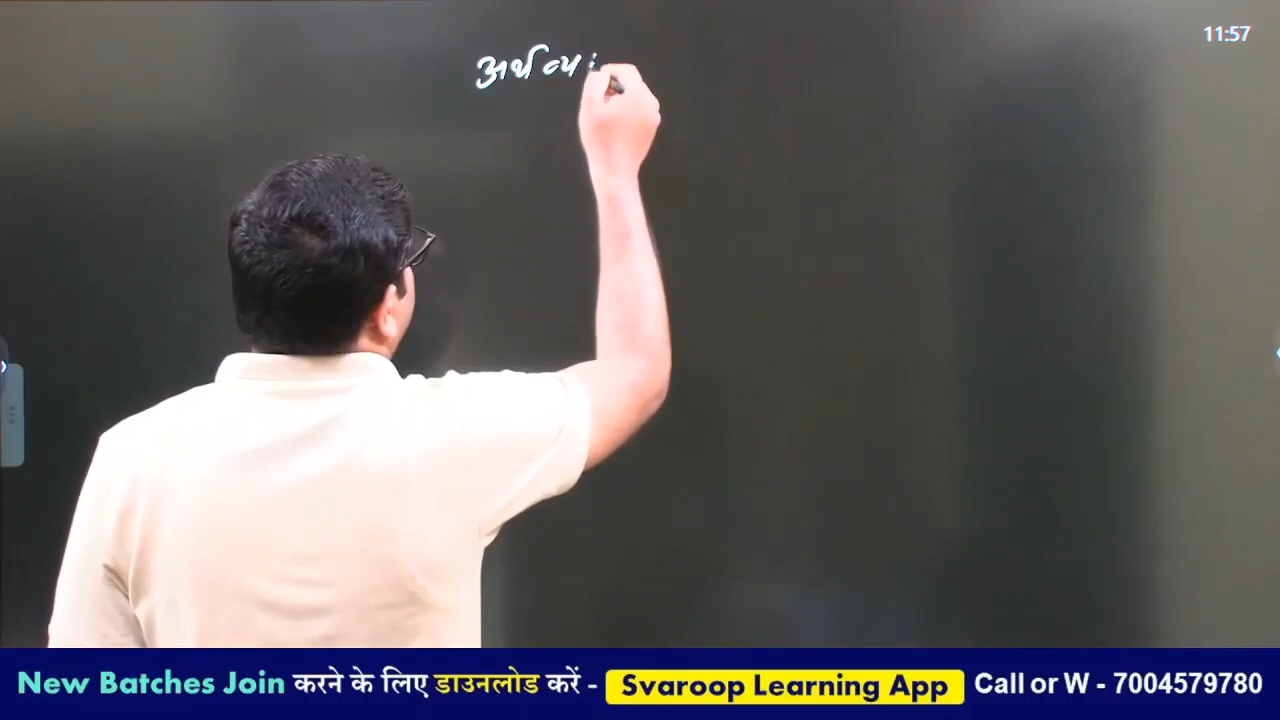 11:57
अर्थव्य
New Batches Join करने के लिए डाउनलोड करें - Svaroop Learning App Call or W - 7004579780